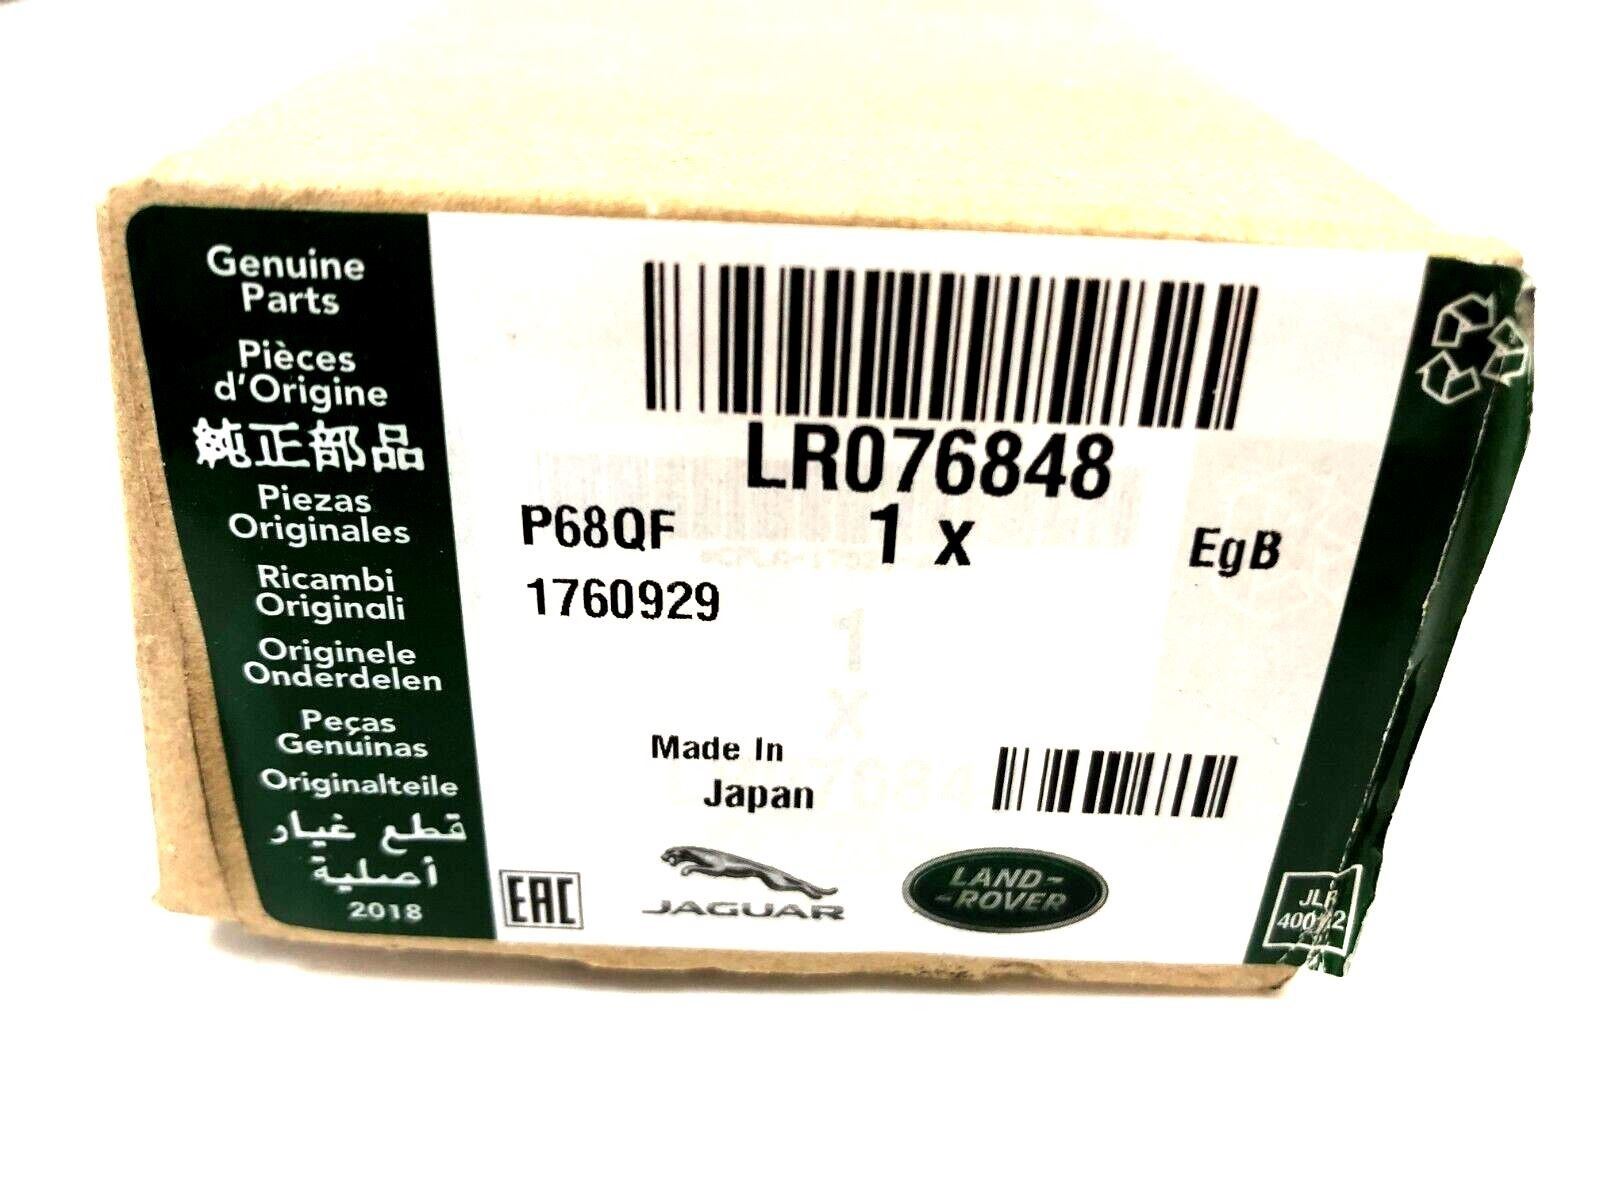 Genuine
Parts
Pièces
d'Origine
純正部品
Piezas
Originales
Ricambi
Originali
Originele
Onderdelen
Peças
Genuinas
Originalteile
قطع غيار
أصلية
2018
LR076848
P68QF
1 x
EgB
1760929
Made In
Japan
EAC
JAGUAR
LAND-
-ROVER
JLR